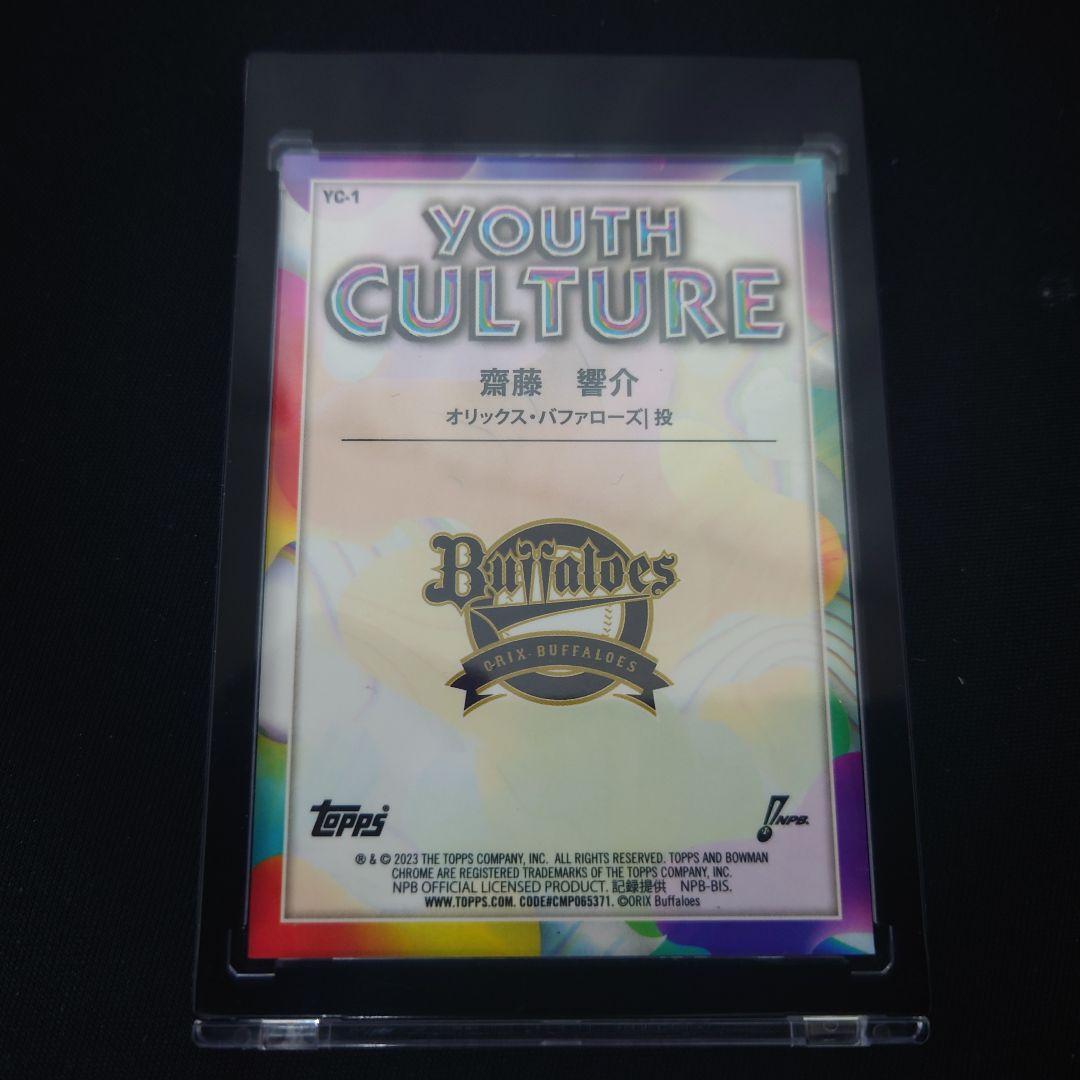 YC-1
YOUTH
CULTURE
齋藤　響介
オリックス・バファローズ| 投
Buffaloes
ORIX BUFFALOES
topps®
NPB.
® & © 2023 THE TOPPS COMPANY, INC. ALL RIGHTS RESERVED. TOPPS AND BOWMAN
CHROME ARE REGISTERED TRADEMARKS OF THE TOPPS COMPANY, INC.
NPB OFFICIAL LICENSED PRODUCT. 記録提供 NPB-BIS.
WWW.TOPPS.COM. CODE#CMP065371. ©ORIX Buffaloes